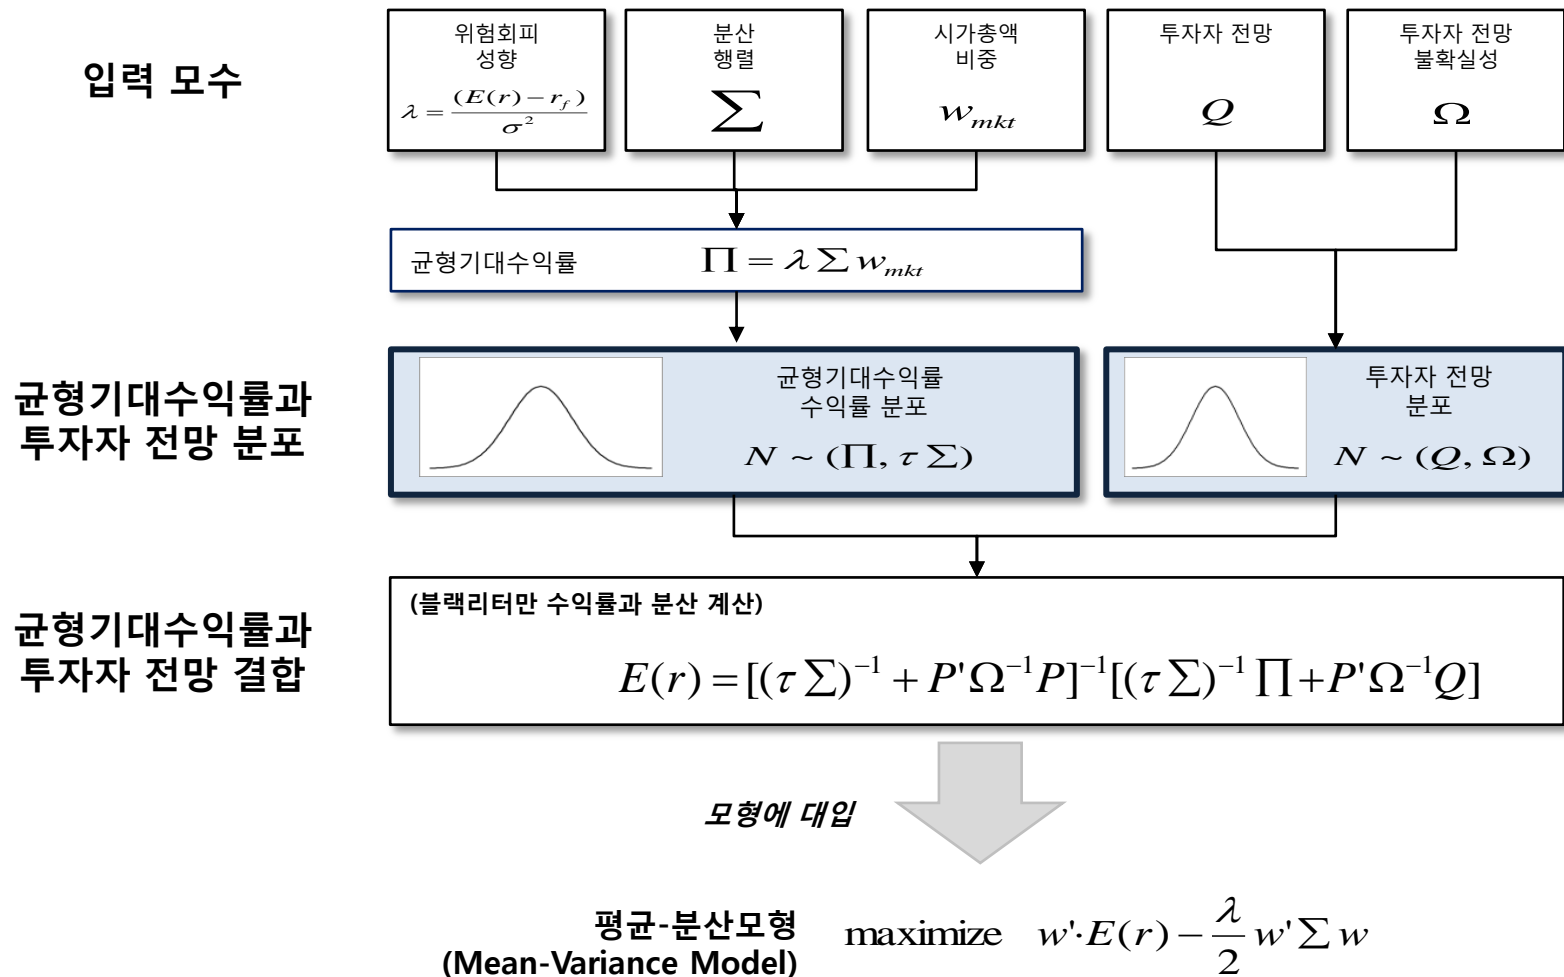 입력 모수
위험회피
성향
λ = (E(r) − r_f) / σ²
분산
행렬
∑
시가총액
비중
w_mkt
투자자 전망
Q
투자자 전망
불확실성
Ω
균형기대수익률 ∏ = λ ∑ w_mkt
균형기대수익률과
투자자 전망 분포
균형기대수익률
수익률 분포
N ~ (∏, τ ∑)
투자자 전망
분포
N ~ (Q, Ω)
균형기대수익률과
투자자 전망 결합
(블랙리터만 수익률과 분산 계산)
E(r) = [(τ ∑)⁻¹ + P'Ω⁻¹P]⁻¹[(τ ∑)⁻¹ ∏ + P'Ω⁻¹Q]
모형에 대입
평균-분산모형
(Mean-Variance Model)
maximize w'·E(r) − λ/2 w' ∑ w